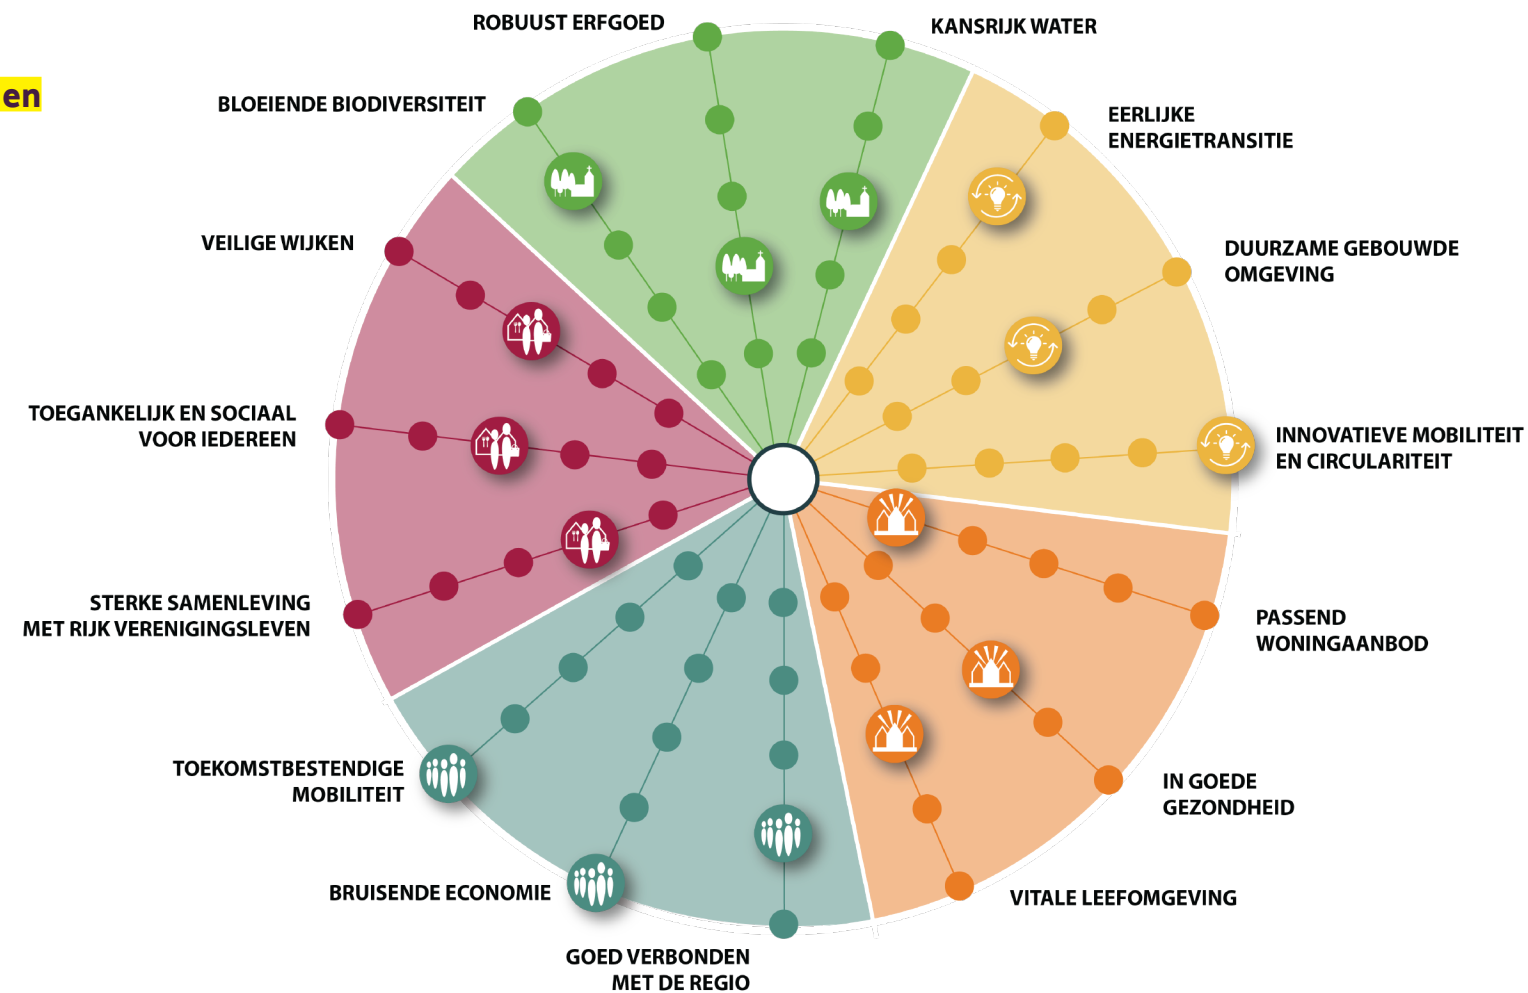 en
ROBUUST ERFGOED
KANSRIJK WATER
BLOEIENDE BIODIVERSITEIT
EERLIJKE
ENERGIETRANSITIE
VEILIGE WIJKEN
DUURZAME GEBOUWDE
OMGEVING
TOEGANKELIJK EN SOCIAAL
VOOR IEDEREEN
INNOVATIEVE MOBILITEIT
EN CIRCULARITEIT
STERKE SAMENLEVING
MET RIJK VERENIGINGSLEVEN
PASSEND
WONINGAANBOD
TOEKOMSTBESTENDIGE
MOBILITEIT
IN GOEDE
GEZONDHEID
BRUISENDE ECONOMIE
VITALE LEEFOMGEVING
GOED VERBONDEN
MET DE REGIO